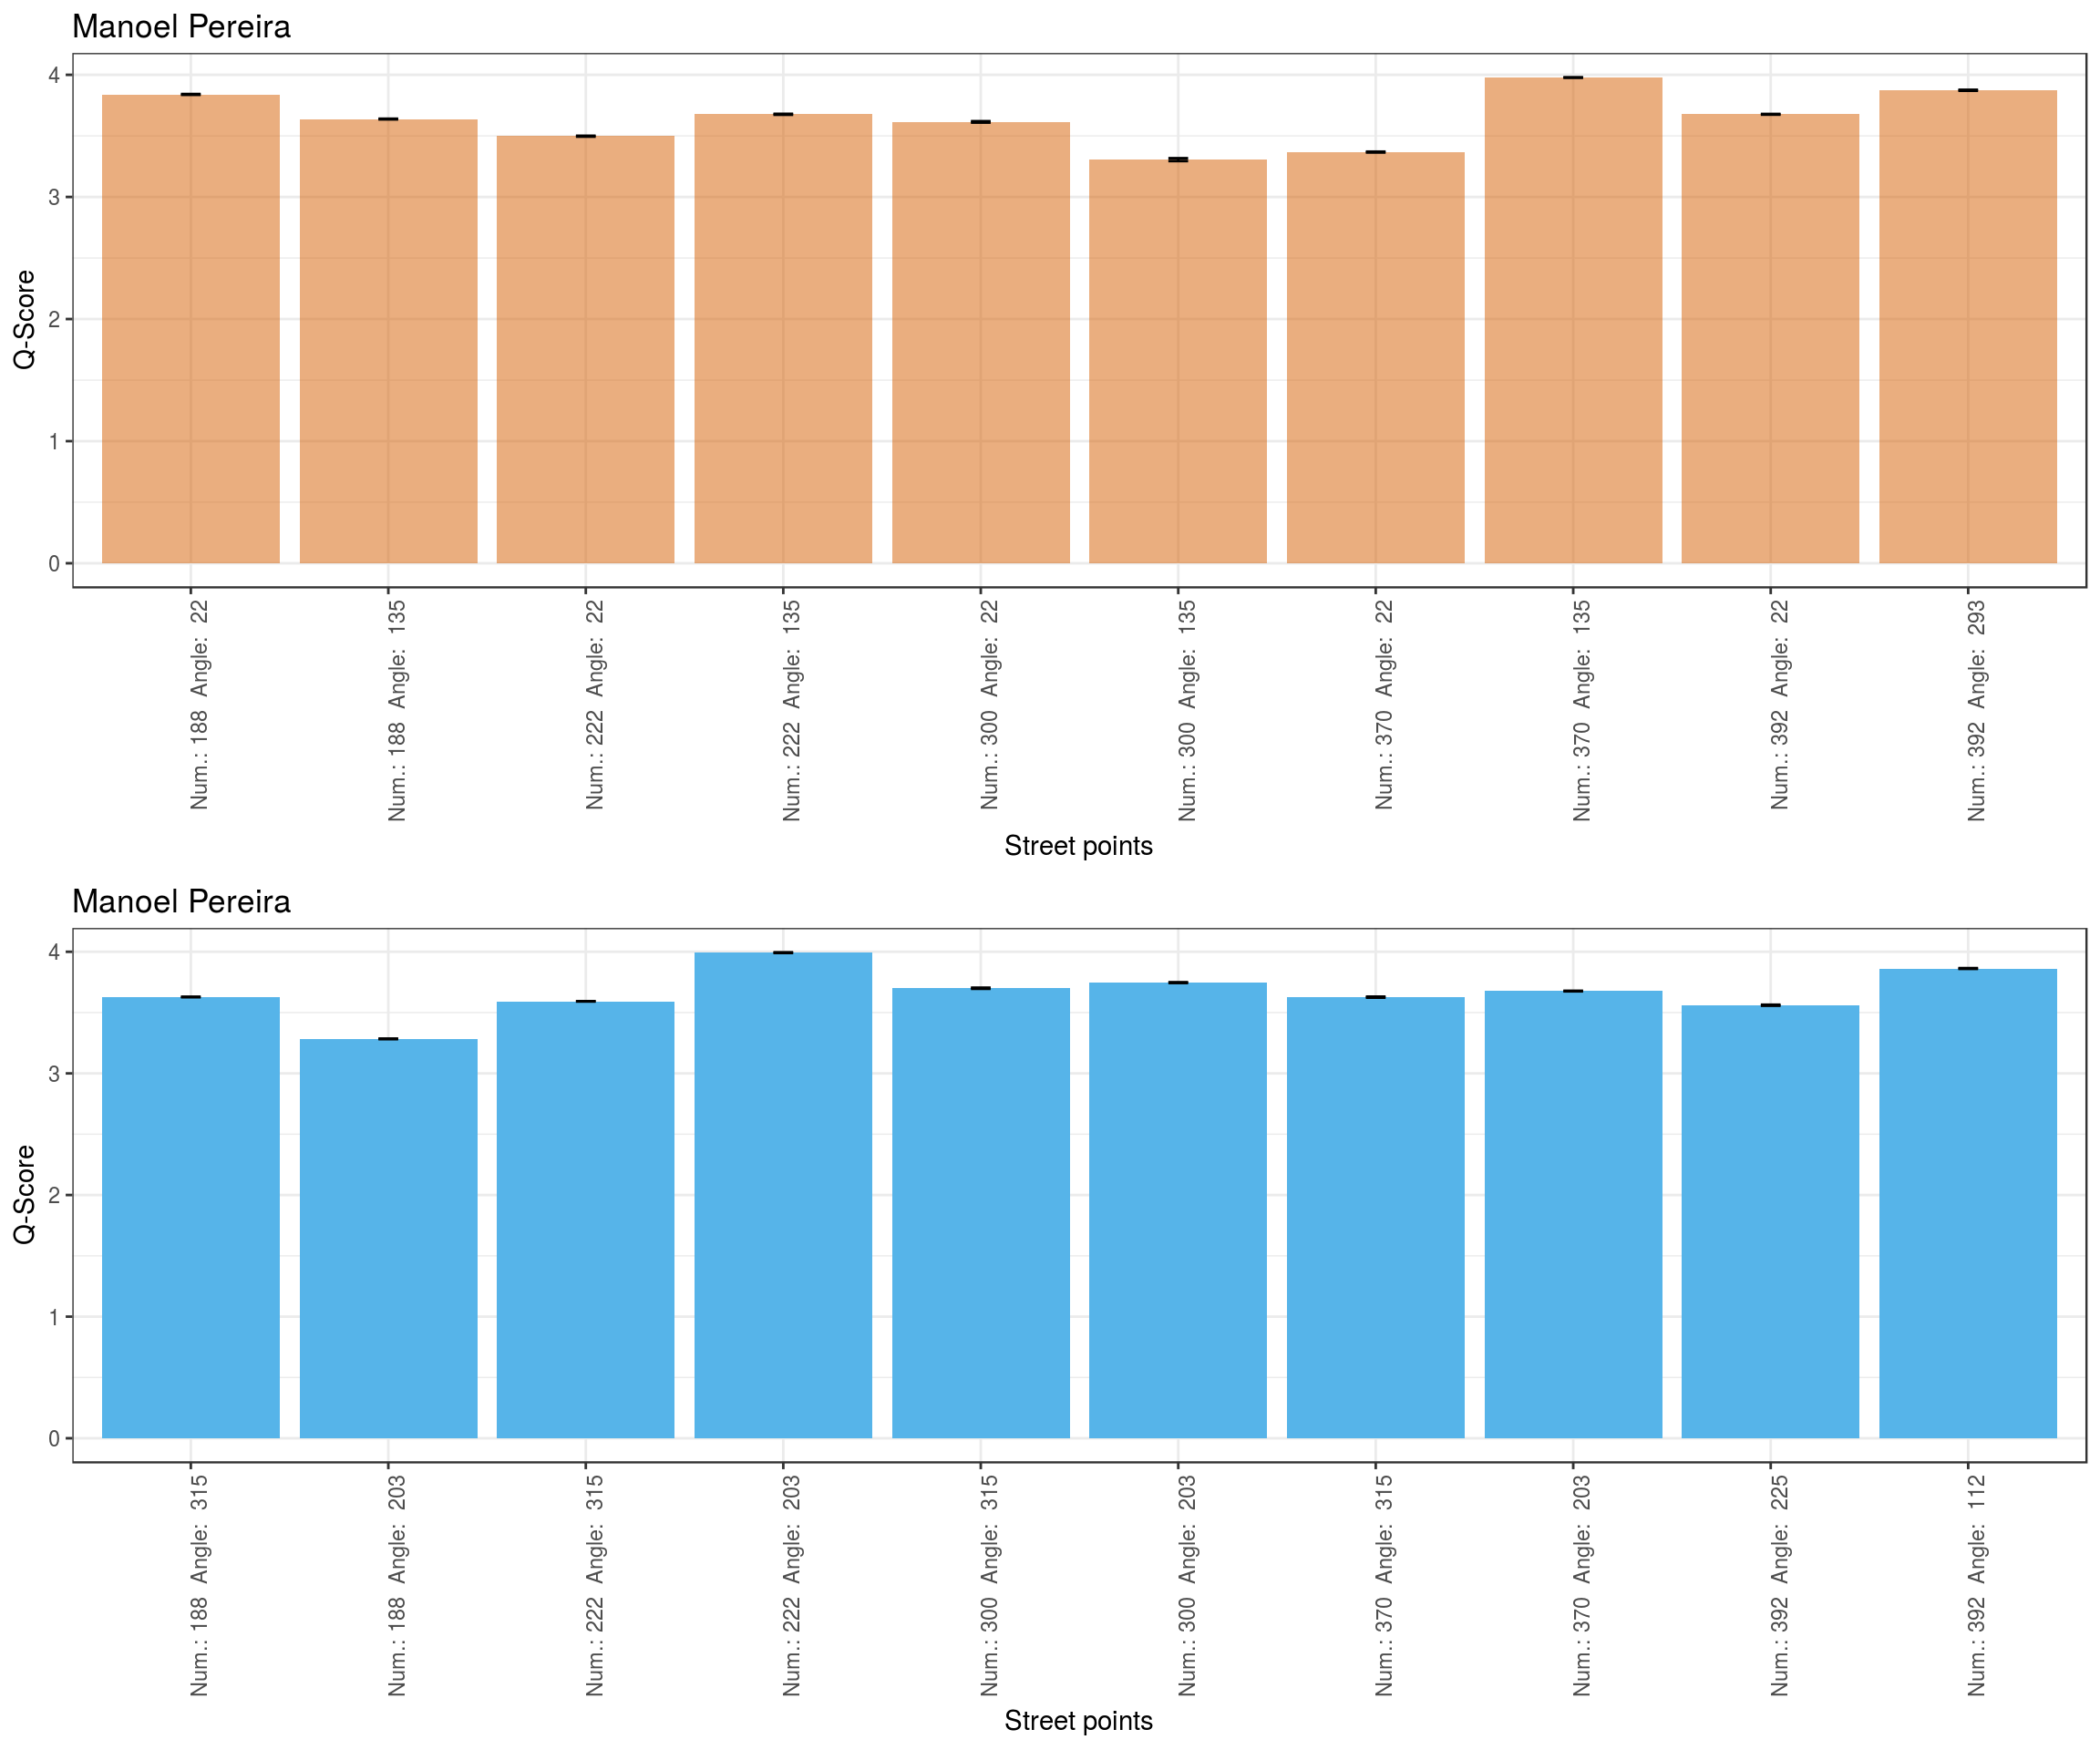 Manoel Pereira
Q-Score
4
3
2
1
0
Num.: 188 Angle: 22
Num.: 188 Angle: 135
Num.: 222 Angle: 22
Num.: 222 Angle: 135
Num.: 300 Angle: 22
Num.: 300 Angle: 135
Num.: 370 Angle: 22
Num.: 370 Angle: 135
Num.: 392 Angle: 22
Num.: 392 Angle: 293
Street points
Manoel Pereira
Q-Score
4
3
2
1
0
Num.: 188 Angle: 315
Num.: 188 Angle: 203
Num.: 222 Angle: 315
Num.: 222 Angle: 203
Num.: 300 Angle: 315
Num.: 300 Angle: 203
Num.: 370 Angle: 315
Num.: 370 Angle: 203
Num.: 392 Angle: 225
Num.: 392 Angle: 112
Street points